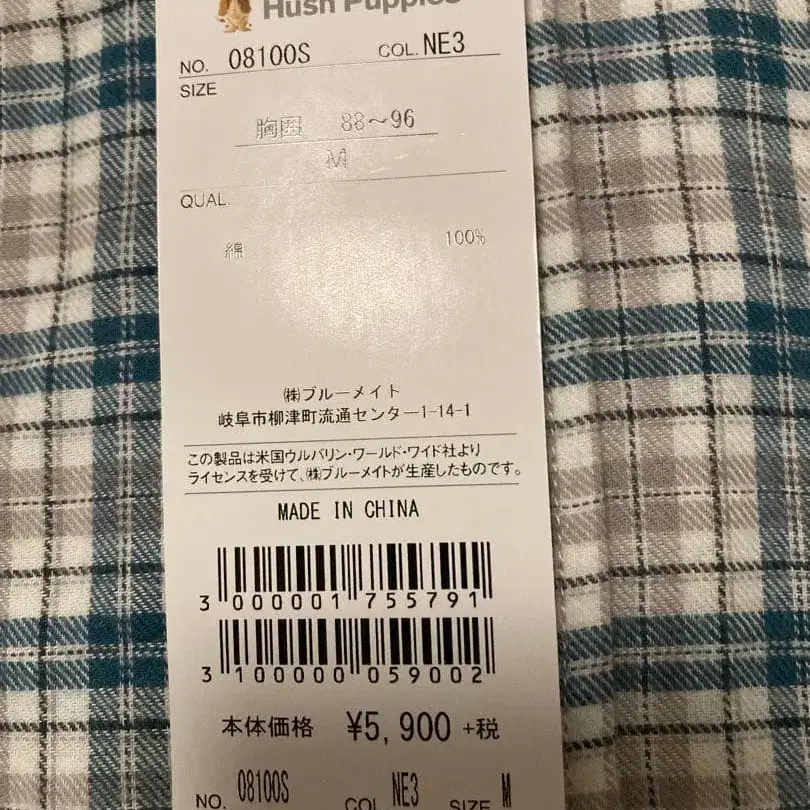 Hush Puppies
NO. 08100S COL. NE3
SIZE
胸囲 88～96
M
QUAL.
綿 100%
㈱ブルーメイト
岐阜市柳津町流通センター1-14-1
この製品は米国ウルバリン・ワールド・ワイド社より
ライセンスを受けて、㈱ブルーメイトが生産したものです。
MADE IN CHINA
3 000001 755791
3 100000 059002
本体価格 ¥5,900 +税
NO. 08100S COL NE3 SIZE M